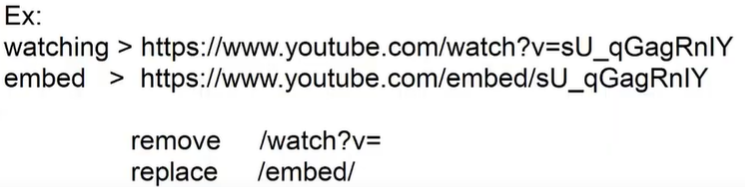 Ex:
watching > https://www.youtube.com/watch?v=sU_qGagRnIY
embed > https://www.youtube.com/embed/sU_qGagRnIY
remove /watch?v=
replace /embed/